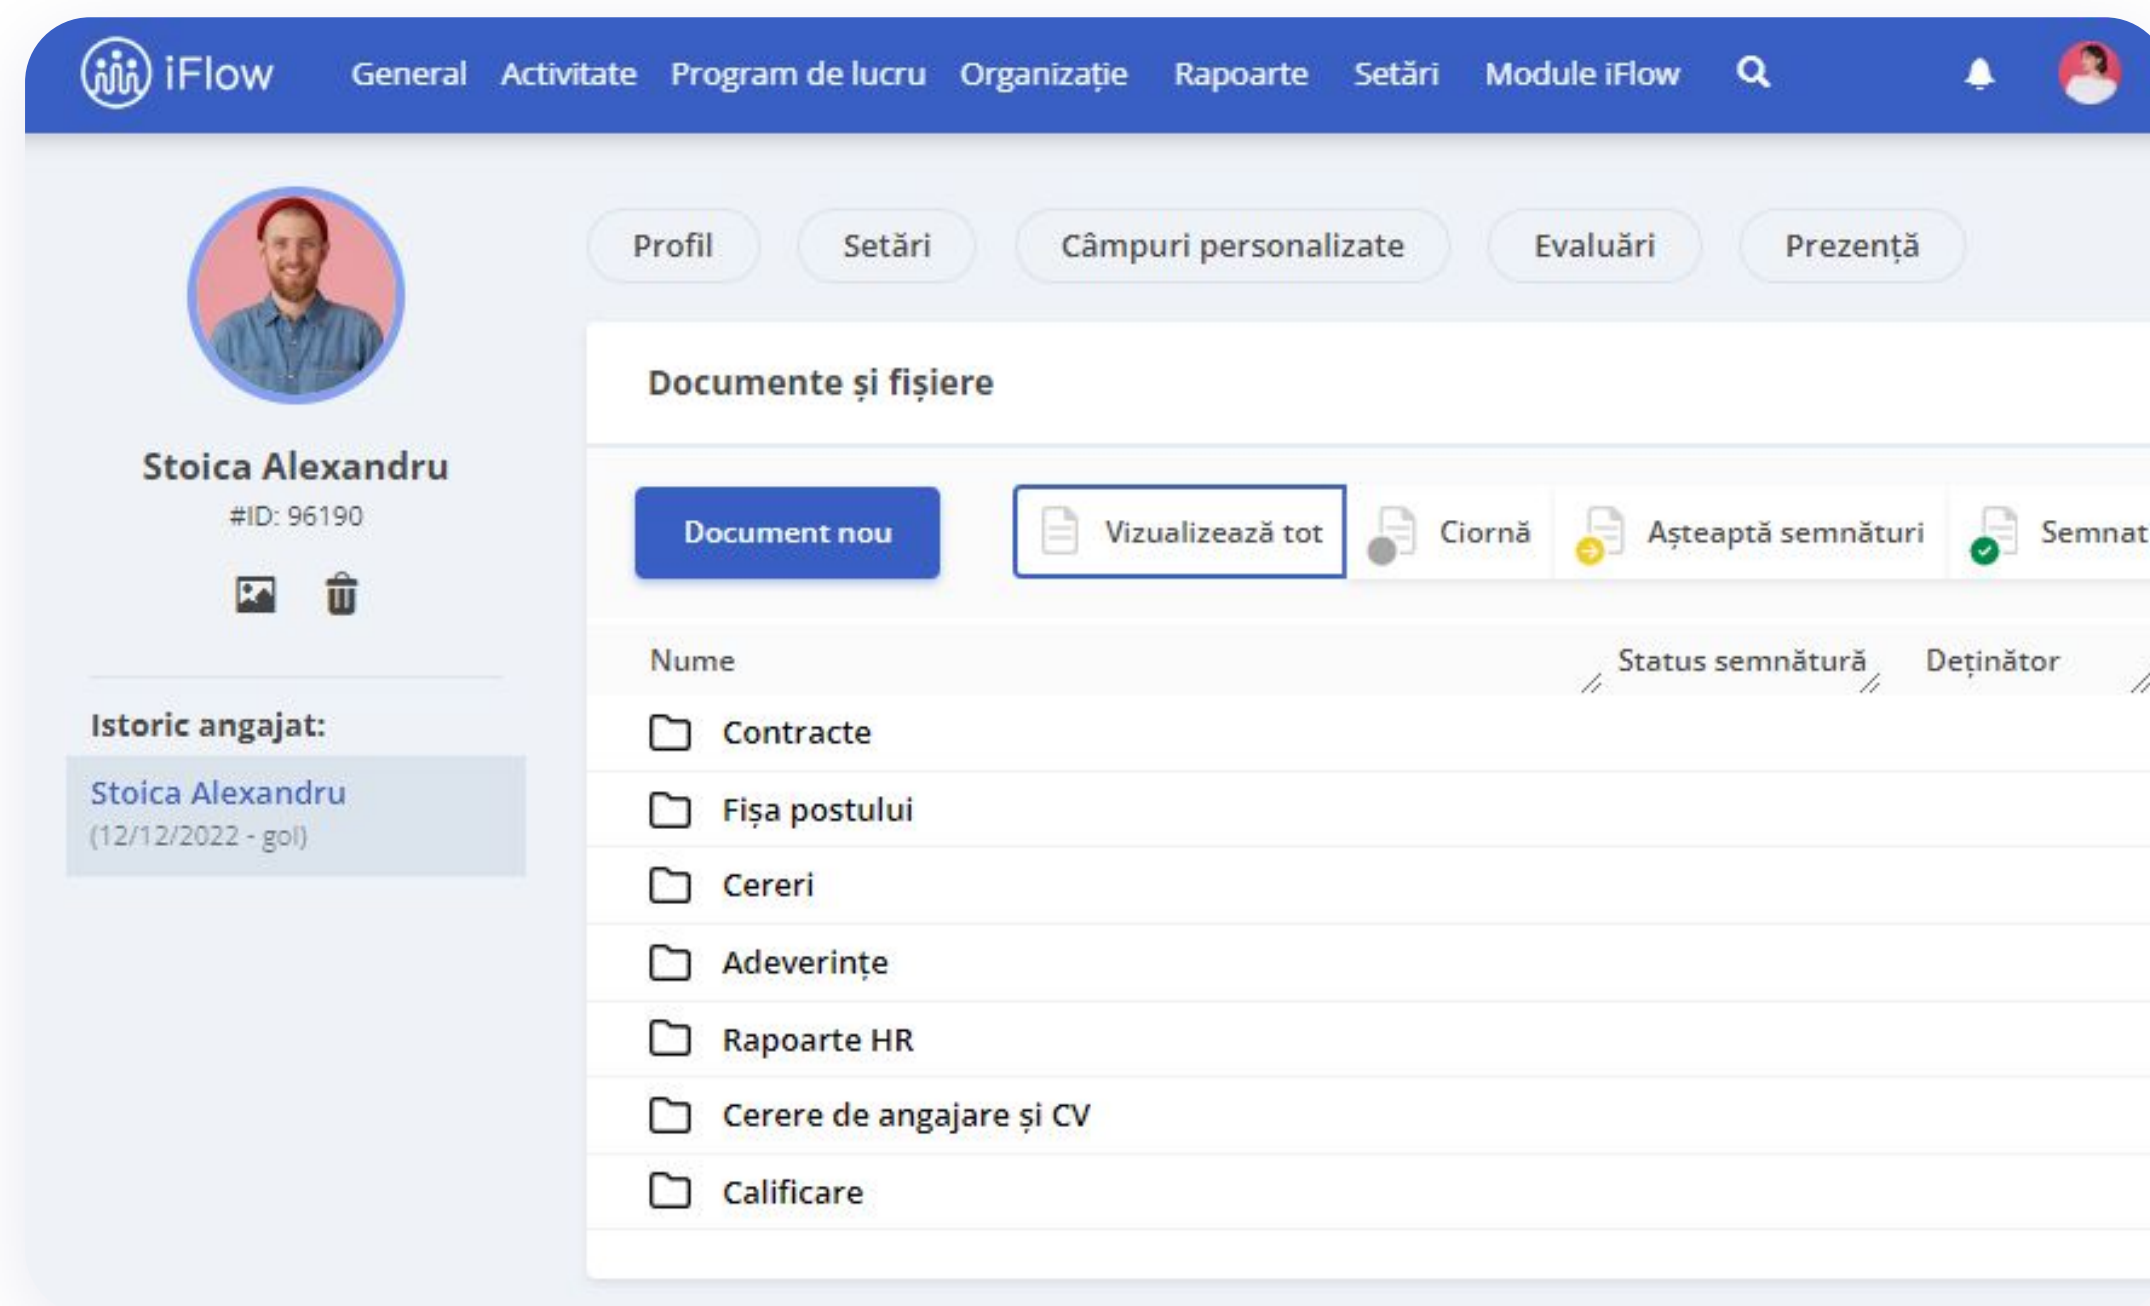 iFlow General Activitate Program de lucru Organizație Rapoarte Setări Module iFlow
Profil Setări Câmpuri personalizate Evaluări Prezență
Documente și fișiere
Stoica Alexandru
#ID: 96190
Document nou Vizualizează tot Ciornă Așteaptă semnături Semnat
Nume Status semnătură Deținător
Istoric angajat:
Stoica Alexandru
(12/12/2022 - gol)
Contracte
Fișa postului
Cereri
Adeverințe
Rapoarte HR
Cerere de angajare și CV
Calificare